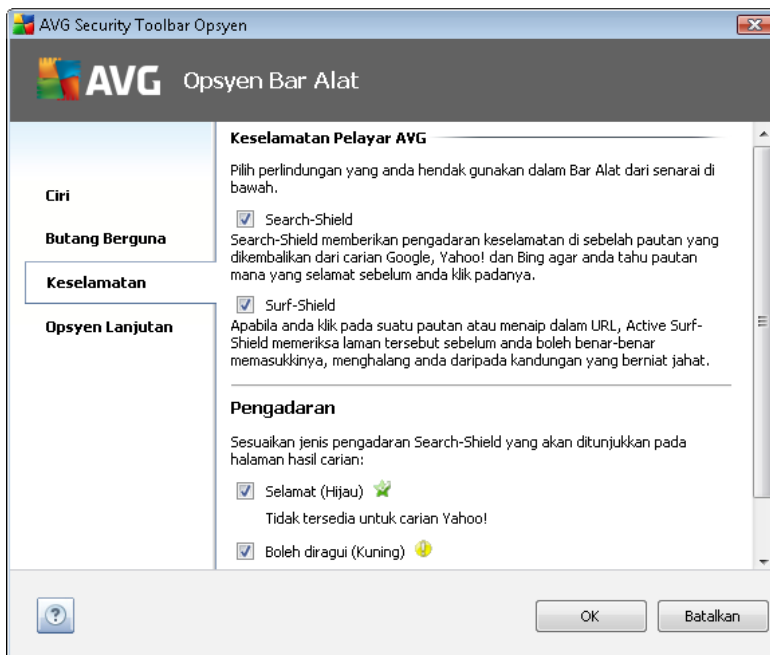 AVG Security Toolbar Opsyen
AVG Opsyen Bar Alat
Ciri
Butang Berguna
Keselamatan
Opsyen Lanjutan
Keselamatan Pelayar AVG
Pilih perlindungan yang anda hendak gunakan dalam Bar Alat dari senarai di
bawah.
Search-Shield
Search-Shield memberikan pengadaran keselamatan di sebelah pautan yang
dikembalikan dari carian Google, Yahoo! dan Bing agar anda tahu pautan
mana yang selamat sebelum anda klik padanya.
Surf-Shield
Apabila anda klik pada suatu pautan atau menaip dalam URL, Active Surf-
Shield memeriksa laman tersebut sebelum anda boleh benar-benar
memasukkinya, menghalang anda daripada kandungan yang berniat jahat.
Pengadaran
Sesuaikan jenis pengadaran Search-Shield yang akan ditunjukkan pada
halaman hasil carian:
Selamat (Hijau)
Tidak tersedia untuk carian Yahoo!
Boleh diragui (Kuning)
?
OK
Batalkan